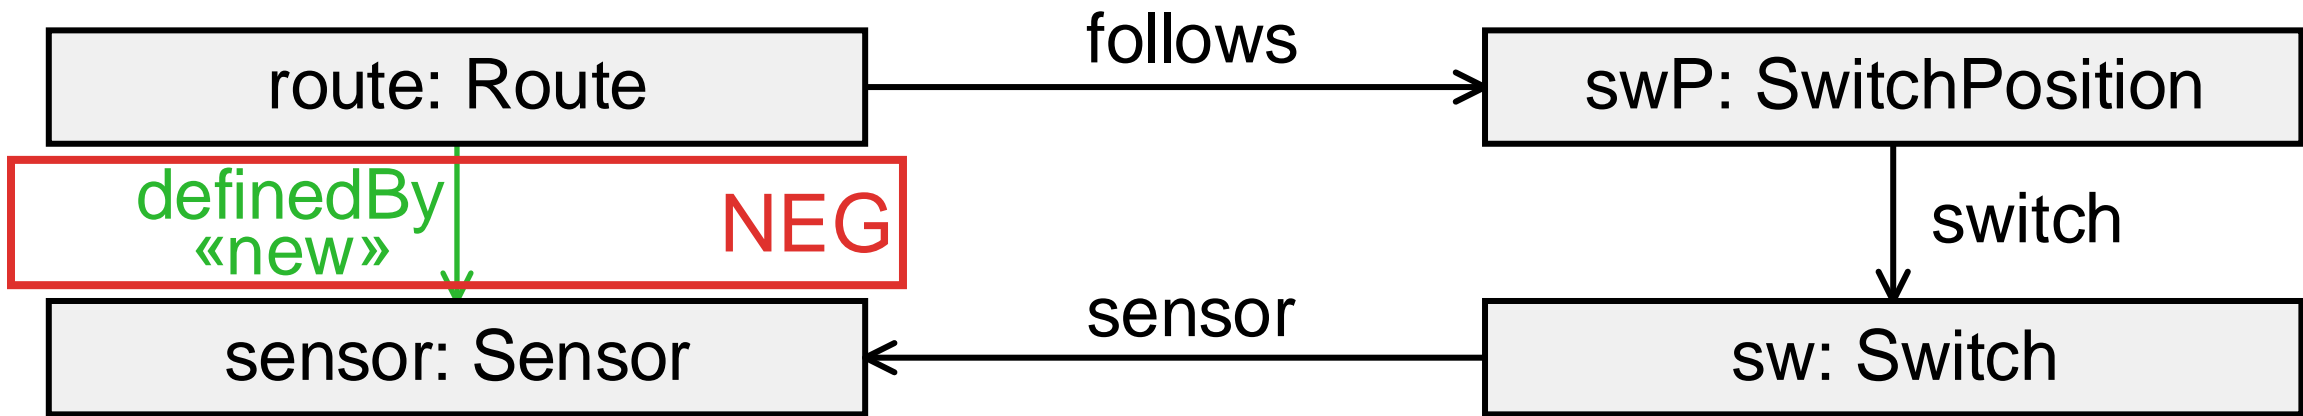 follows
route: Route
swP: SwitchPosition
definedBy
«new»
NEG
switch
sensor
sensor: Sensor
sw: Switch